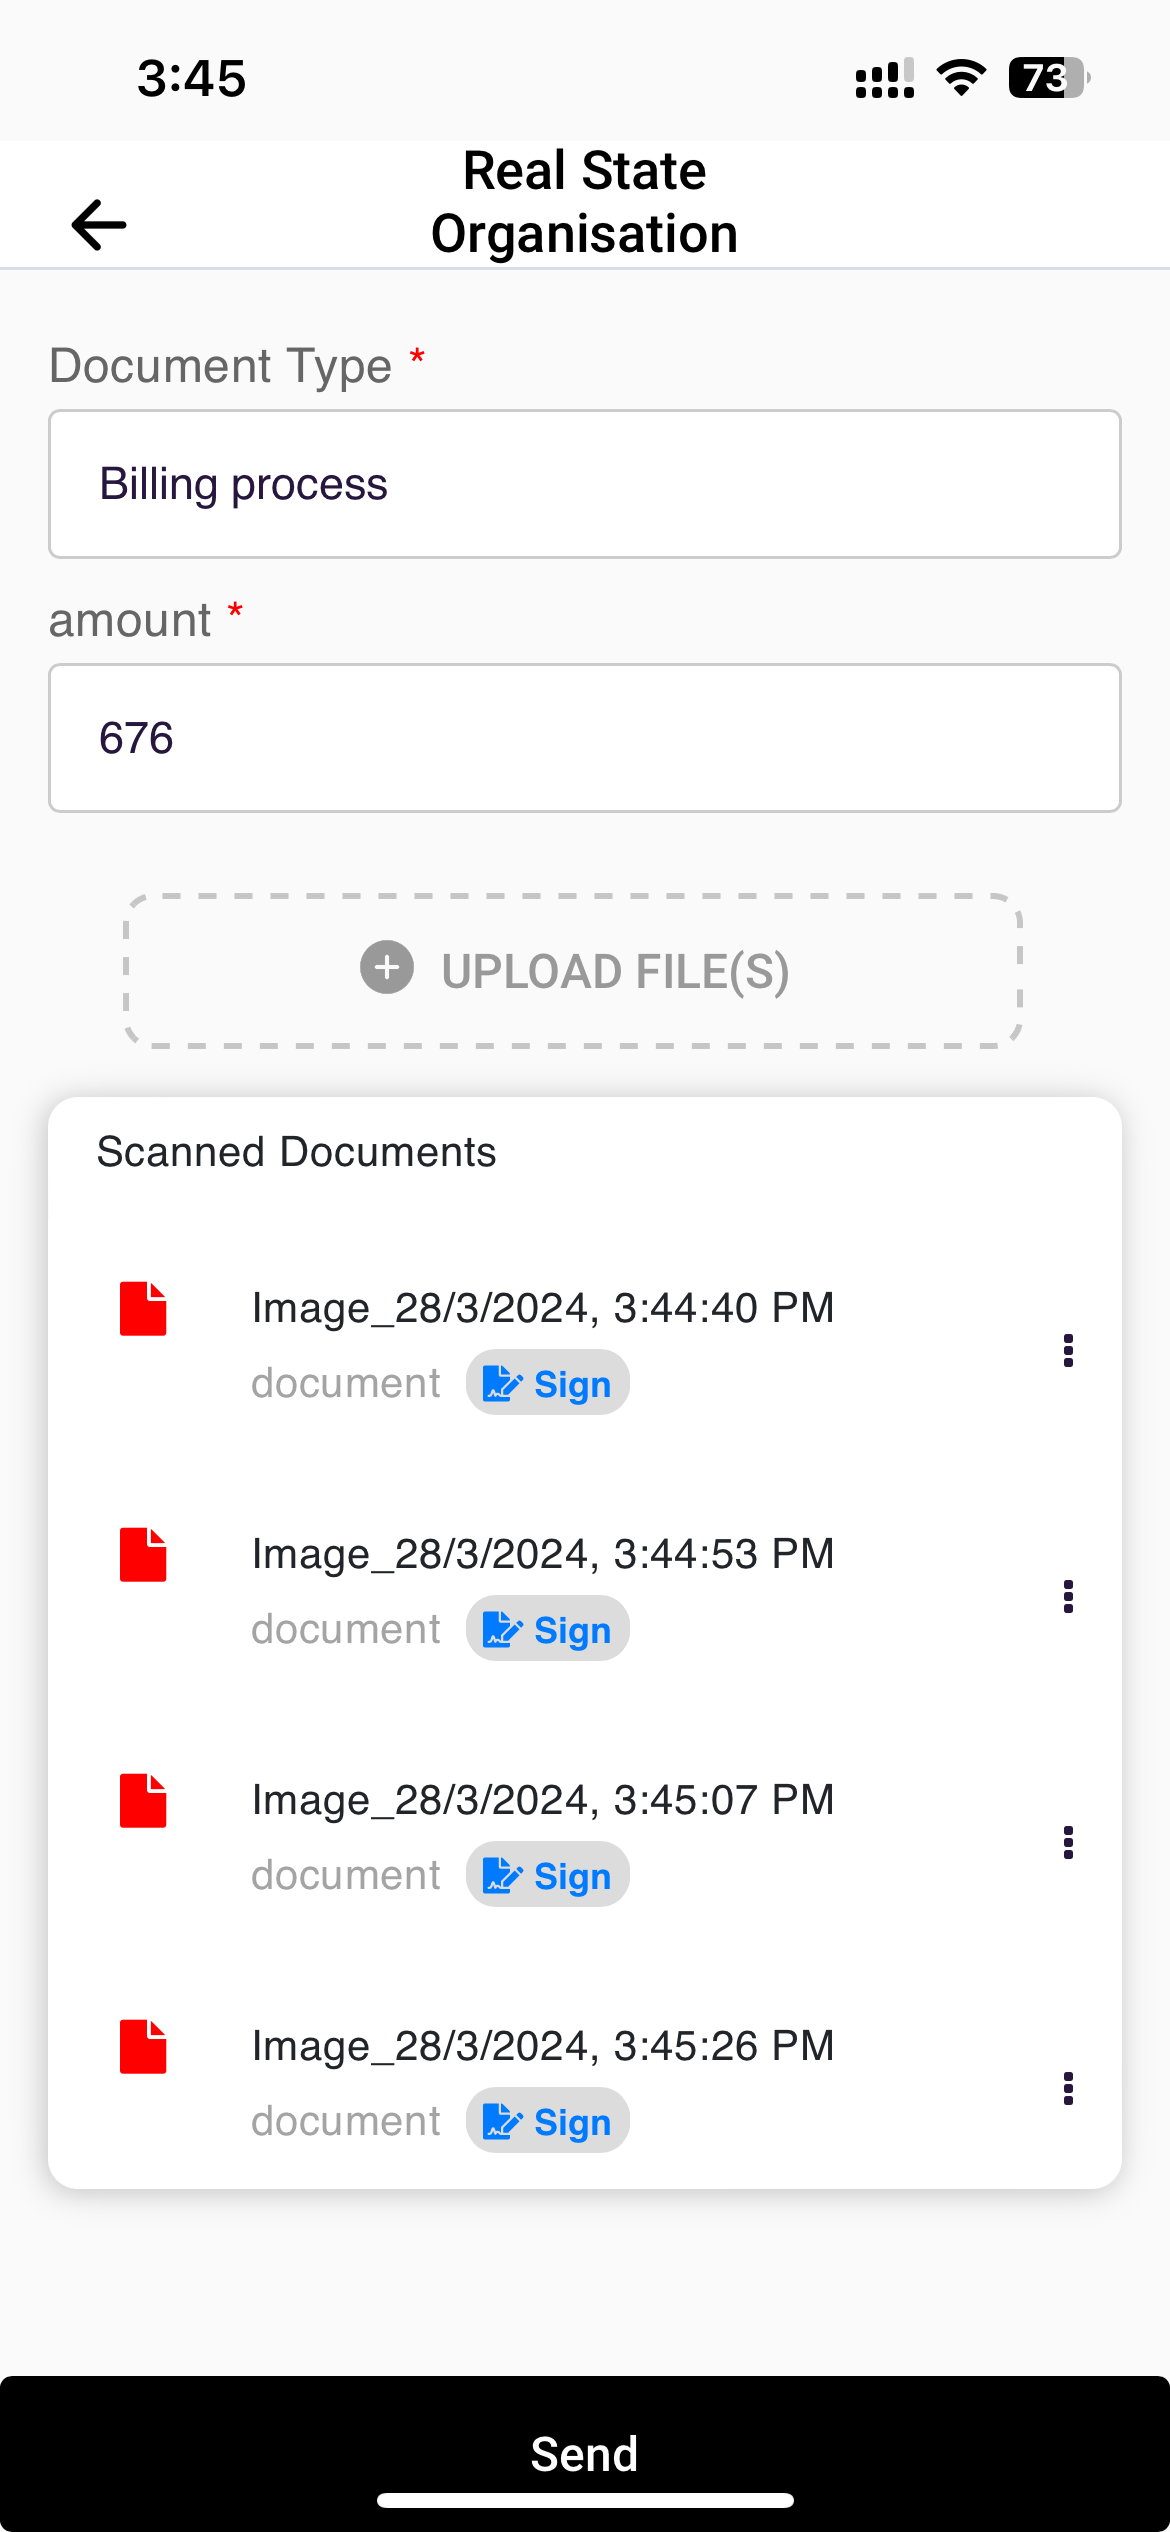 3:45
73
Real State
Organisation
Document Type *
Billing process
amount *
676
UPLOAD FILE(S)
Scanned Documents
Image_28/3/2024, 3:44:40 PM
document Sign
Image_28/3/2024, 3:44:53 PM
document Sign
Image_28/3/2024, 3:45:07 PM
document Sign
Image_28/3/2024, 3:45:26 PM
document Sign
Send